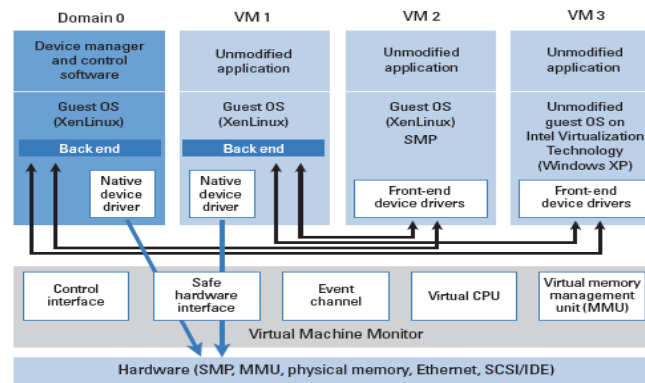 Domain 0
Device manager
and control
software
Guest OS
(XenLinux)
Back end
Native
device
driver
VM 1
Unmodified
application
Guest OS
(XenLinux)
Back end
Native
device
driver
VM 2
Unmodified
application
Guest OS
(XenLinux)
SMP
Front-end
device drivers
VM 3
Unmodified
application
Unmodified
guest OS on
Intel Virtualization
Technology
(Windows XP)
Front-end
device drivers
Control
interface
Safe
hardware
interface
Event
channel
Virtual CPU
Virtual memory
management
unit (MMU)
Virtual Machine Monitor
Hardware (SMP, MMU, physical memory, Ethernet, SCSI/IDE)